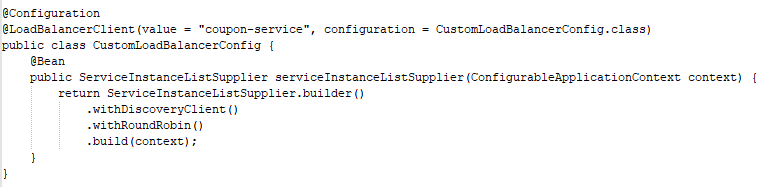 @Configuration
@LoadBalancerClient(value = "coupon-service", configuration = CustomLoadBalancerConfig.class)
public class CustomLoadBalancerConfig {
    @Bean
    public ServiceInstanceListSupplier serviceInstanceListSupplier(ConfigurableApplicationContext context) {
        return ServiceInstanceListSupplier.builder()
            .withDiscoveryClient()
            .withRoundRobin()
            .build(context);
    }
}